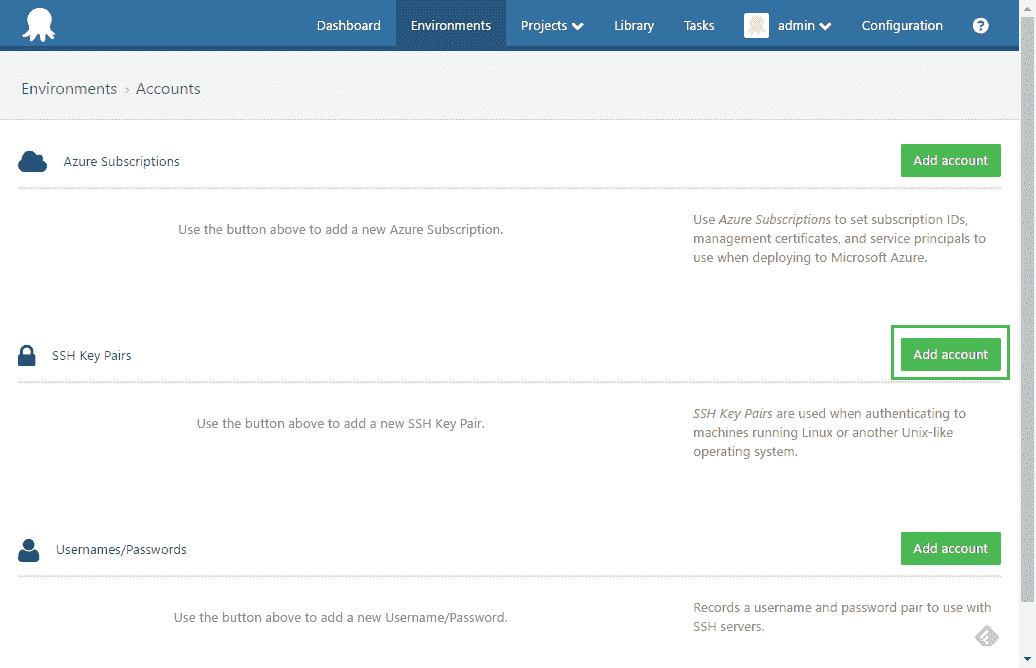 Dashboard Environments Projects Library Tasks admin Configuration ?
Environments › Accounts
Azure Subscriptions Add account
Use the button above to add a new Azure Subscription.
Use Azure Subscriptions to set subscription IDs,
management certificates, and service principals to
use when deploying to Microsoft Azure.
SSH Key Pairs Add account
Use the button above to add a new SSH Key Pair.
SSH Key Pairs are used when authenticating to
machines running Linux or another Unix-like
operating system.
Usernames/Passwords Add account
Use the button above to add a new Username/Password.
Records a username and password pair to use with
SSH servers.